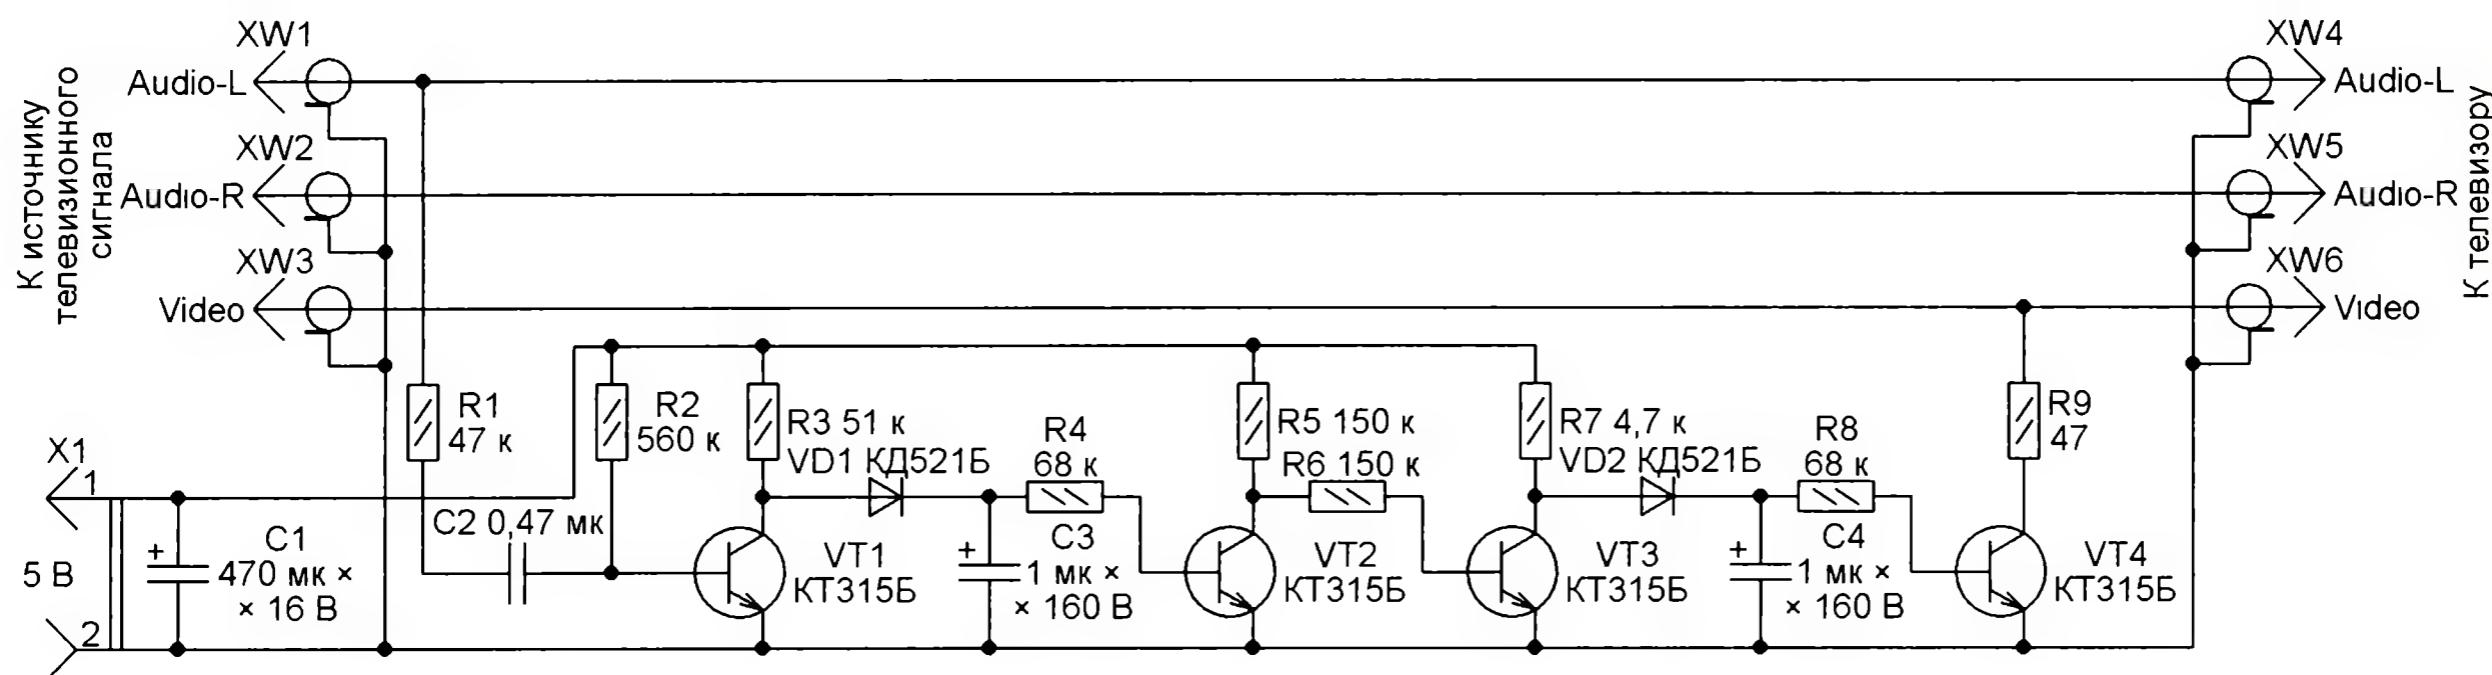 XW1
Audio-L
XW2
Audio-R
XW3
Video
К источнику
телевизионного
сигнала
XW4
Audio-L
XW5
Audio-R
XW6
Video
К телевизору
X1
1
2
5 В
+
C1
470 мк ×
× 16 В
R1
47 к
C2 0,47 мк
R2
560 к
R3 51 к
VD1 КД521Б
VT1
КТ315Б
R4
68 к
+
C3
1 мк ×
× 160 В
R5 150 к
R6 150 к
VT2
КТ315Б
R7 4,7 к
VD2 КД521Б
VT3
КТ315Б
R8
68 к
+
C4
1 мк ×
× 160 В
R9
47
VT4
КТ315Б